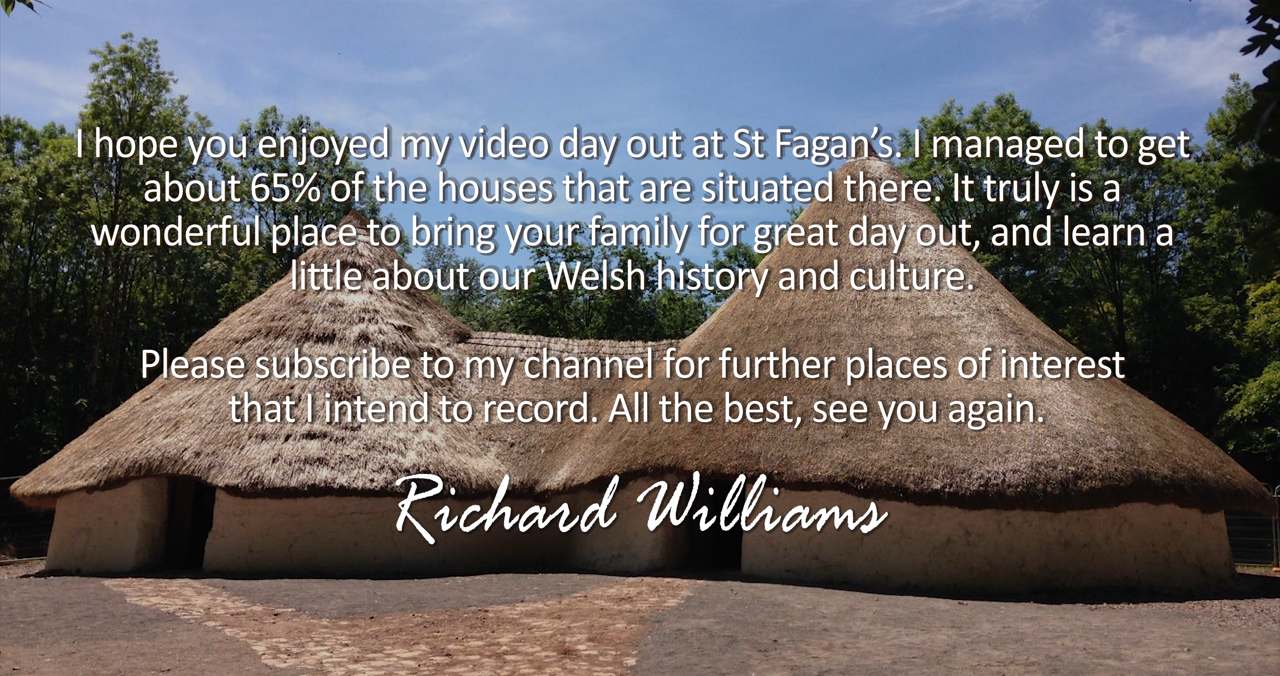 I hope you enjoyed my video day out at St Fagan’s. I managed to get
about 65% of the houses that are situated there. It truly is a
wonderful place to bring your family for great day out, and learn a
little about our Welsh history and culture.
Please subscribe to my channel for further places of interest
that I intend to record. All the best, see you again.
Richard Williams